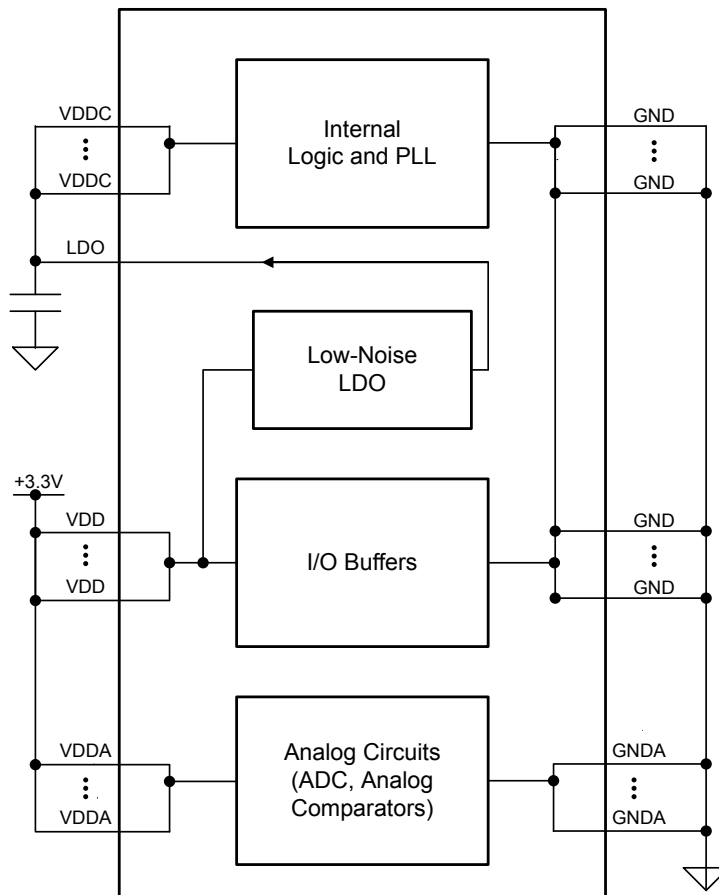 VDDC
VDDC
Internal
Logic and PLL
GND
GND
LDO
Low-Noise
LDO
+3.3V
VDD
VDD
I/O Buffers
GND
GND
VDDA
VDDA
Analog Circuits
(ADC, Analog
Comparators)
GNDA
GNDA